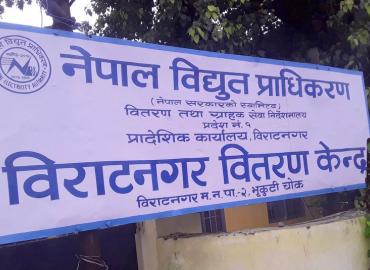 नेपाल विद्युत प्राधिकरण
(नेपाल सरकारको स्वामित्व)
वितरण तथा ग्राहक सेवा निर्देशनालय
प्रदेश नं. १
प्रादेशिक कार्यालय, विराटनगर
विराटनगर वितरण केन्द्र
विराटनगर म.न.पा.-२, भृकुटी चोक